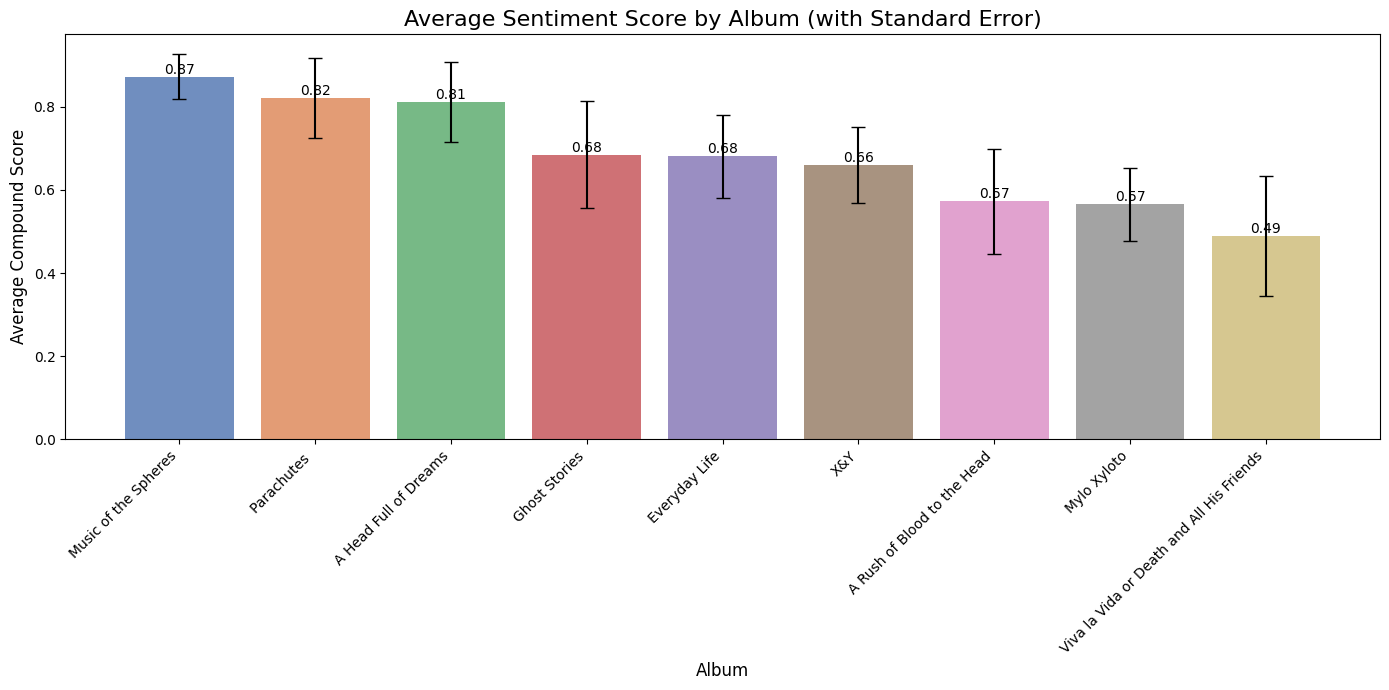 Average Sentiment Score by Album (with Standard Error)
Average Compound Score
0.8
0.6
0.4
0.2
0.0
0.87
0.82
0.81
0.68
0.68
0.66
0.57
0.57
0.49
Music of the Spheres
Parachutes
A Head Full of Dreams
Ghost Stories
Everyday Life
X&Y
A Rush of Blood to the Head
Mylo Xyloto
Viva la Vida or Death and All His Friends
Album